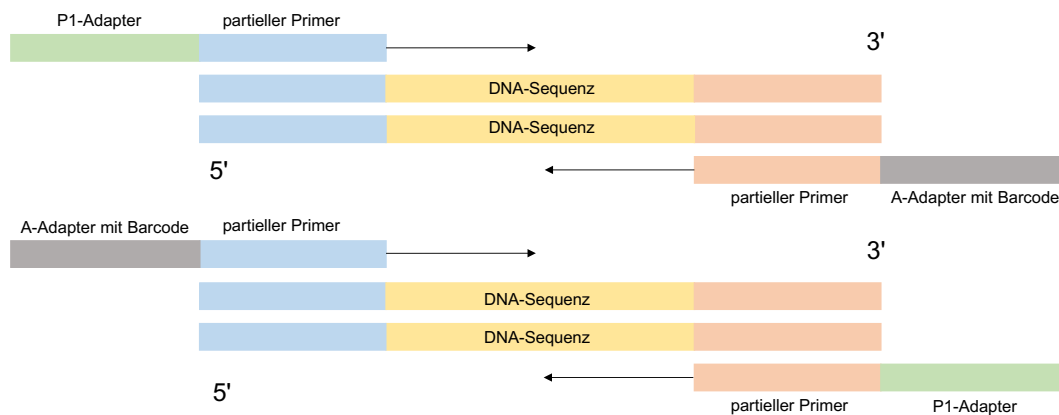 P1-Adapter partieller Primer
3'
DNA-Sequenz
DNA-Sequenz
5'
partieller Primer A-Adapter mit Barcode
A-Adapter mit Barcode partieller Primer
3'
DNA-Sequenz
DNA-Sequenz
5'
partieller Primer P1-Adapter